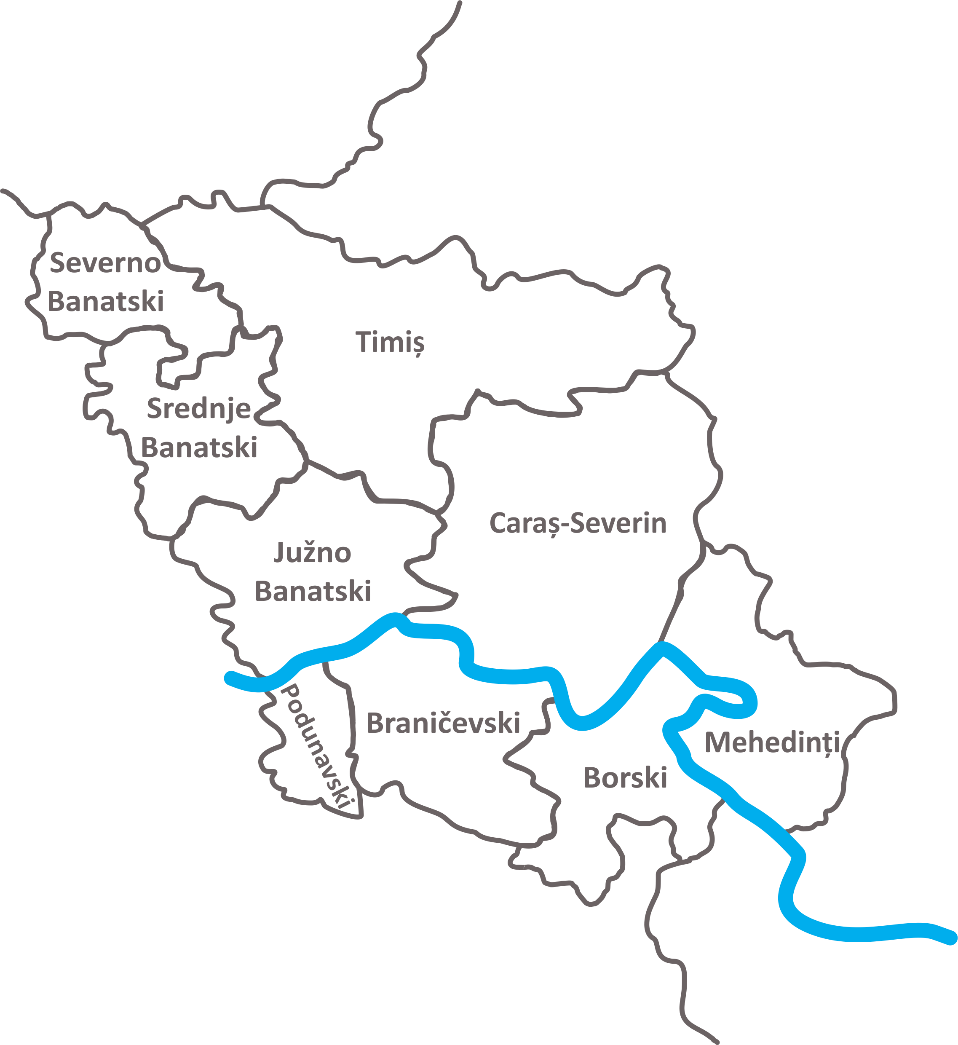 Severno
Banatski
Timiș
Srednje
Banatski
Caraș-Severin
Južno
Banatski
Podunavski
Braničevski
Mehedinți
Borski